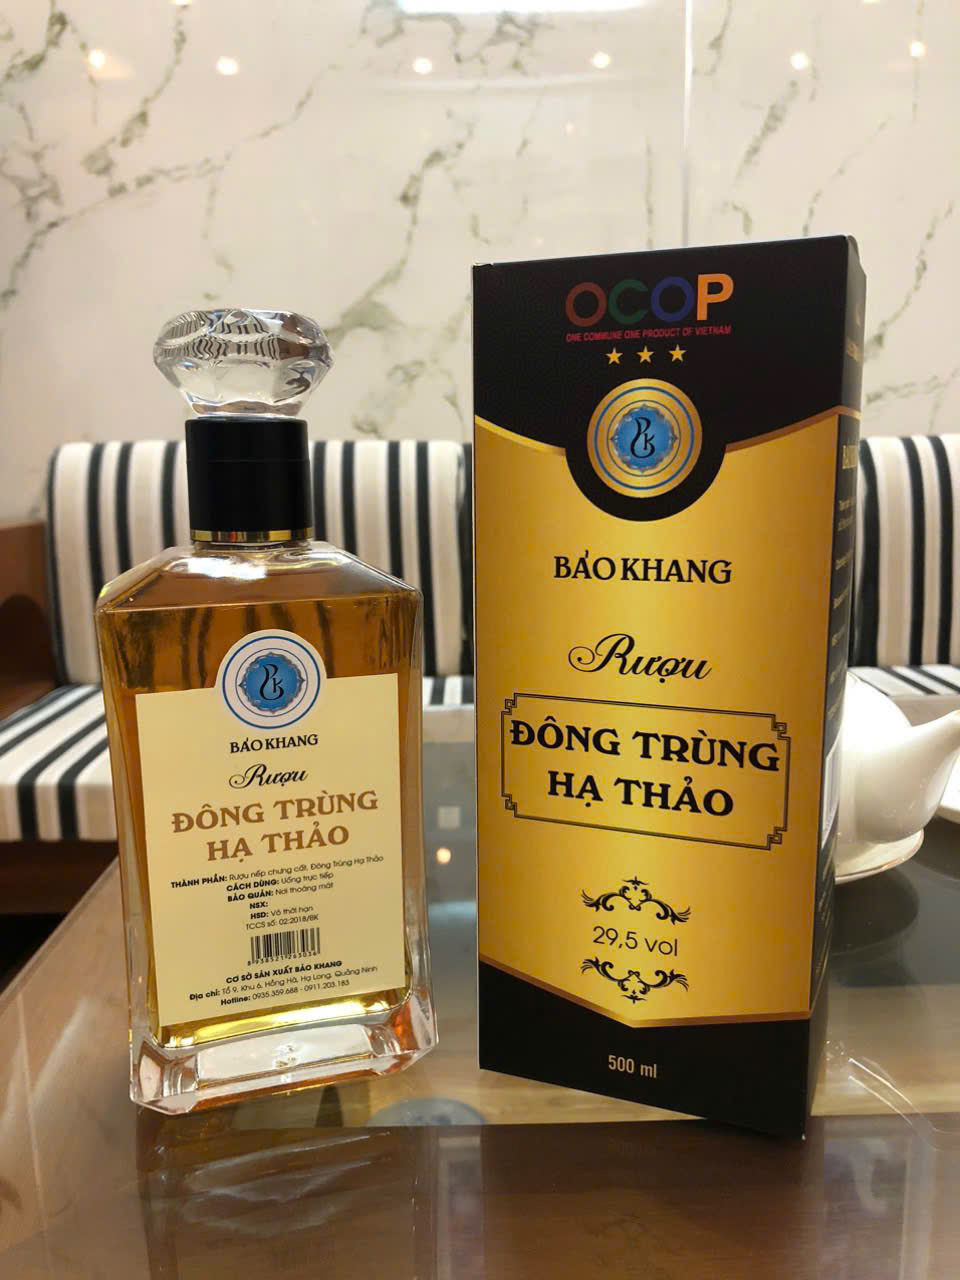 BẢO KHANG
Rượu
ĐÔNG TRÙNG
HẠ THẢO
THÀNH PHẦN: Rượu nếp chưng cất, Đông Trùng Hạ Thảo
CÁCH DÙNG: Uống trực tiếp
BẢO QUẢN: Nơi thoáng mát
NSX:
HSD: Vô thời hạn
TCCS số: 02:2018/BK
8 938521 263036
CƠ SỞ SẢN XUẤT BẢO KHANG
Địa chỉ: Tổ 9, Khu 6, Hồng Hà, Hạ Long, Quảng Ninh
Hotline: 0935.359.688 - 0911.203.183
OCOP
ONE COMMUNE ONE PRODUCT OF VIETNAM
BK
BẢO KHANG
Rượu
ĐÔNG TRÙNG
HẠ THẢO
29,5 vol
500 ml